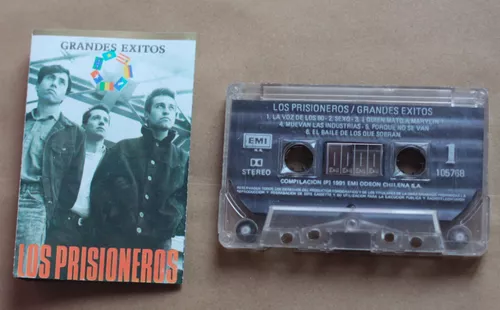 GRANDES EXITOS
LOS PRISIONEROS
LOS PRISIONEROS / GRANDES EXITOS
1. LA VOZ DE LOS 80 - 2. SEXO - 3. ¿ QUIEN MATO A MARILYN ?
4. MUEVAN LAS INDUSTRIAS - 5. PORQUE NO SE VAN
6. EL BAILE DE LOS QUE SOBRAN
EMI
1
STEREO
105768
COMPILACION (P) 1991 EMI ODEON CHILENA S.A.